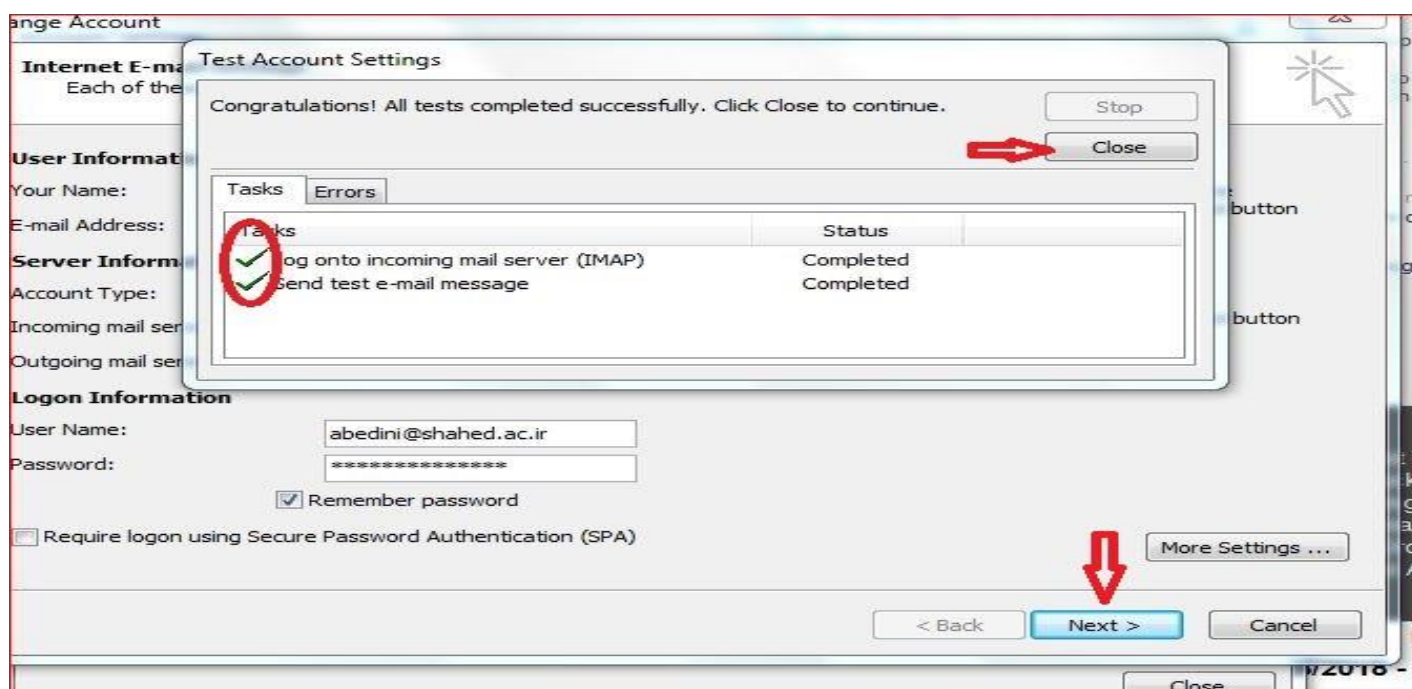 ange Account
Internet E-ma
Each of the
Test Account Settings
Congratulations! All tests completed successfully. Click Close to continue.
Stop
Close
Tasks
Errors
Tasks
Status
Log onto incoming mail server (IMAP)
Completed
Send test e-mail message
Completed
User Informati
Your Name:
E-mail Address:
button
Server Inform
Account Type:
Incoming mail ser
button
Outgoing mail ser
Logon Information
User Name:
abedini@shahed.ac.ir
Password:
**************
Remember password
Require logon using Secure Password Authentication (SPA)
More Settings ...
< Back
Next >
Cancel
/2018 -
Close